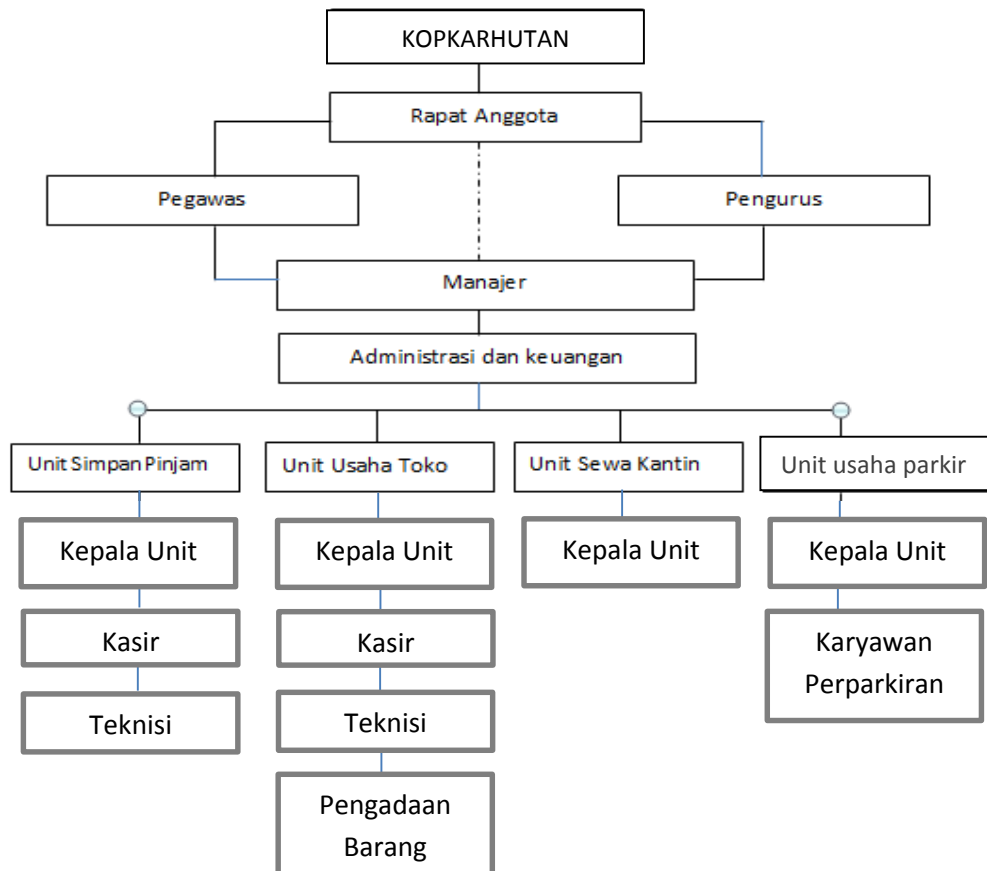 KOPKARHUTAN
Rapat Anggota
Pegawas
Pengurus
Manajer
Administrasi dan keuangan
Unit Simpan Pinjam
Unit Usaha Toko
Unit Sewa Kantin
Unit usaha parkir
Kepala Unit
Kepala Unit
Kepala Unit
Kepala Unit
Kasir
Kasir
Karyawan
Perparkiran
Teknisi
Teknisi
Pengadaan
Barang